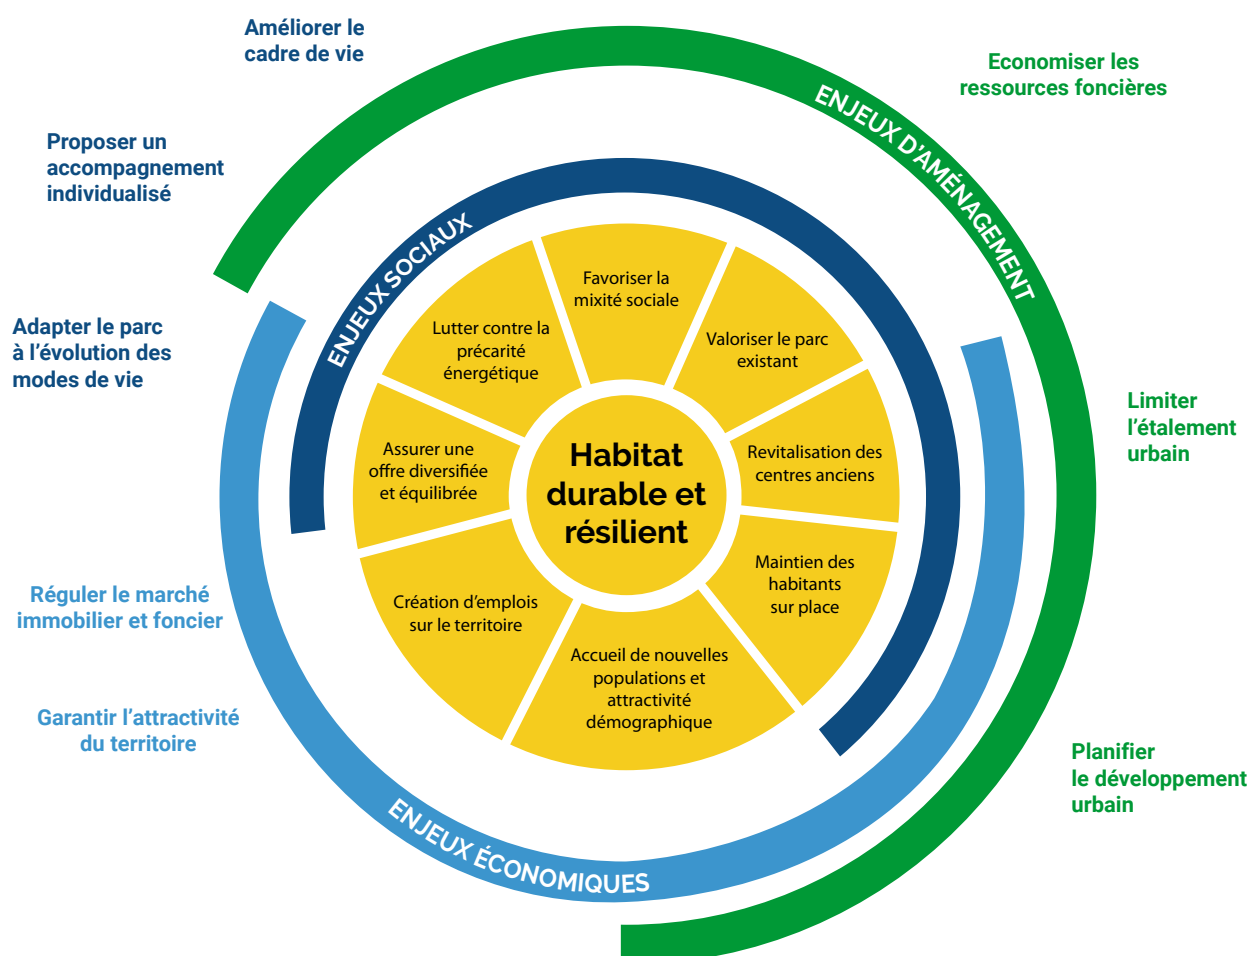 Améliorer le
cadre de vie
Economiser les
ressources foncières
ENJEUX D'AMÉNAGEMENT
Proposer un
accompagnement
individualisé
ENJEUX SOCIAUX
Favoriser la
mixité sociale
Lutter contre la
précarité
énergétique
Valoriser le parc
existant
Adapter le parc
à l'évolution des
modes de vie
Limiter
l'étalement
urbain
Assurer une
offre diversifiée
et équilibrée
Habitat
durable et
résilient
Revitalisation des
centres anciens
Maintien des
habitants
sur place
Création d'emplois
sur le territoire
Accueil de nouvelles
populations et
attractivité
démographique
Réguler le marché
immobilier et foncier
Garantir l'attractivité
du territoire
Planifier
le développement
urbain
ENJEUX ÉCONOMIQUES